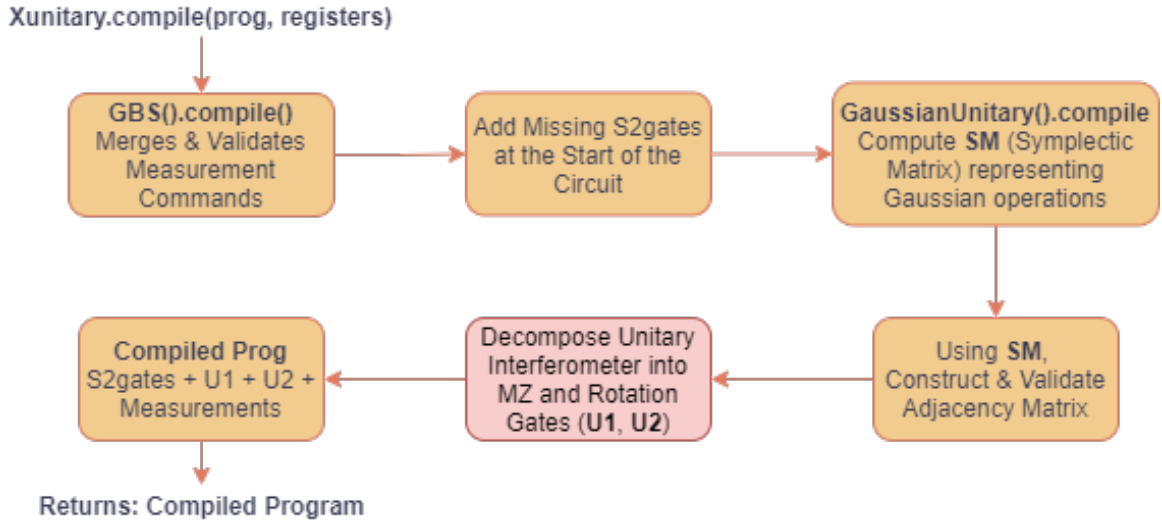 Xunitary.compile(prog, registers)
GBS().compile()
Merges & Validates
Measurement
Commands
Add Missing S2gates
at the Start of the
Circuit
GaussianUnitary().compile
Compute SM (Symplectic
Matrix) representing
Gaussian operations
Using SM,
Construct & Validate
Adjacency Matrix
Decompose Unitary
Interferometer into
MZ and Rotation
Gates (U1, U2)
Compiled Prog
S2gates + U1 + U2 +
Measurements
Returns: Compiled Program